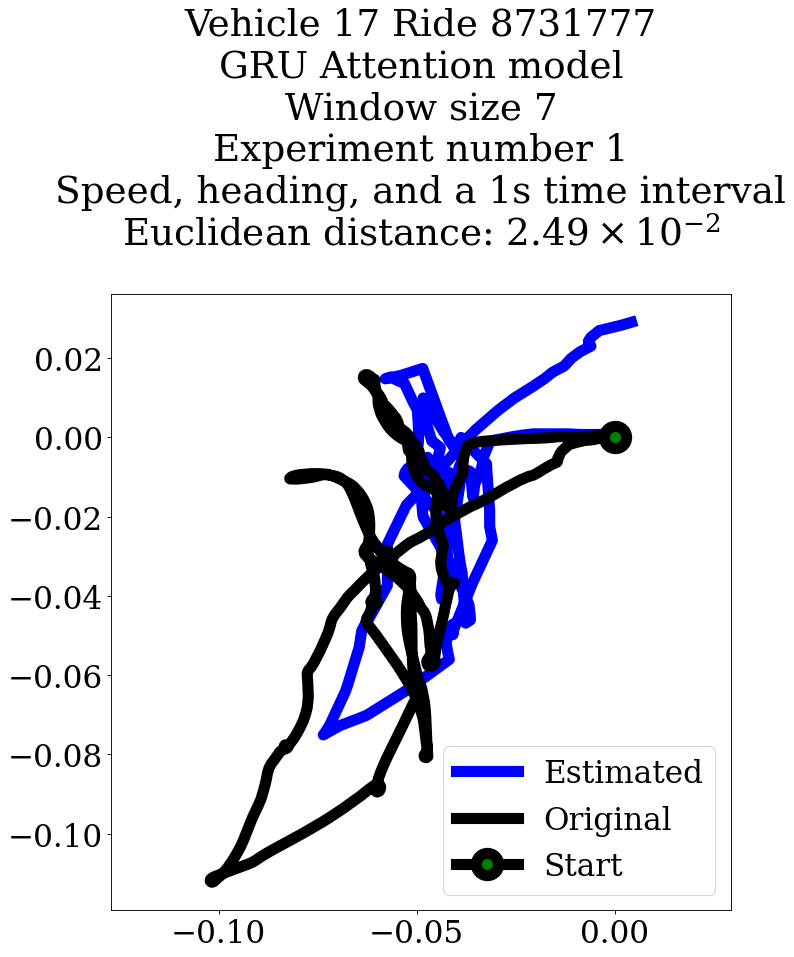 Vehicle 17 Ride 8731777
GRU Attention model
Window size 7
Experiment number 1
Speed, heading, and a 1s time interval
Euclidean distance: 2.49 × 10⁻²
0.02
0.00
−0.02
−0.04
−0.06
−0.08
−0.10
Estimated
Original
Start
−0.10
−0.05
0.00